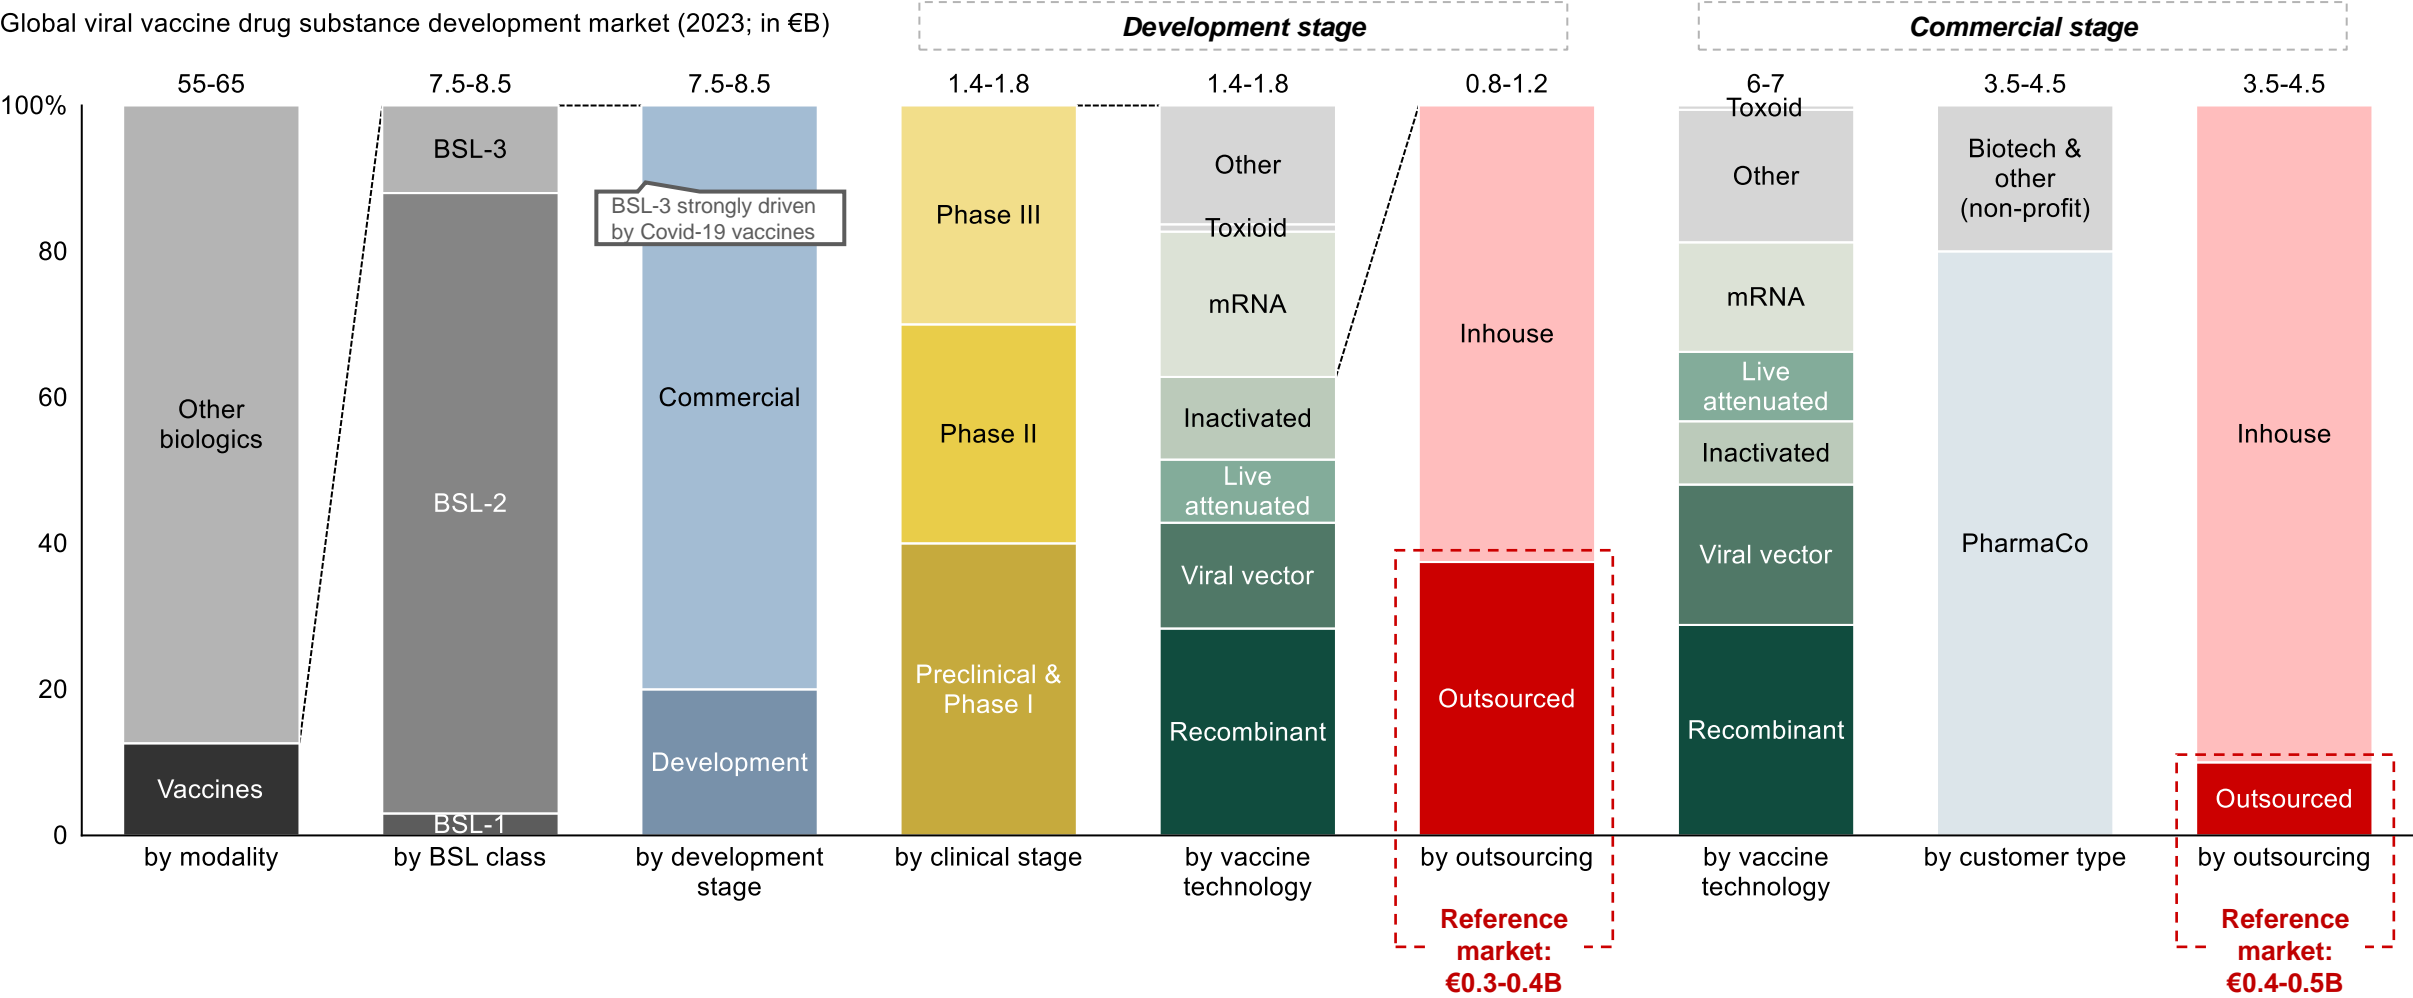 Global viral vaccine drug substance development market (2023; in €B)
Development stage
Commercial stage
55-65
7.5-8.5
7.5-8.5
1.4-1.8
1.4-1.8
0.8-1.2
6-7
3.5-4.5
3.5-4.5
100%
80
60
40
20
0
Other
biologics
Vaccines
BSL-3
BSL-2
BSL-1
BSL-3 strongly driven
by Covid-19 vaccines
Commercial
Development
Phase III
Phase II
Preclinical &
Phase I
Other
Toxioid
mRNA
Inactivated
Live
attenuated
Viral vector
Recombinant
Inhouse
Outsourced
Toxoid
Other
mRNA
Live
attenuated
Inactivated
Viral vector
Recombinant
Biotech &
other
(non-profit)
PharmaCo
Inhouse
Outsourced
by modality
by BSL class
by development
stage
by clinical stage
by vaccine
technology
by outsourcing
by vaccine
technology
by customer type
by outsourcing
Reference
market:
€0.3-0.4B
Reference
market:
€0.4-0.5B